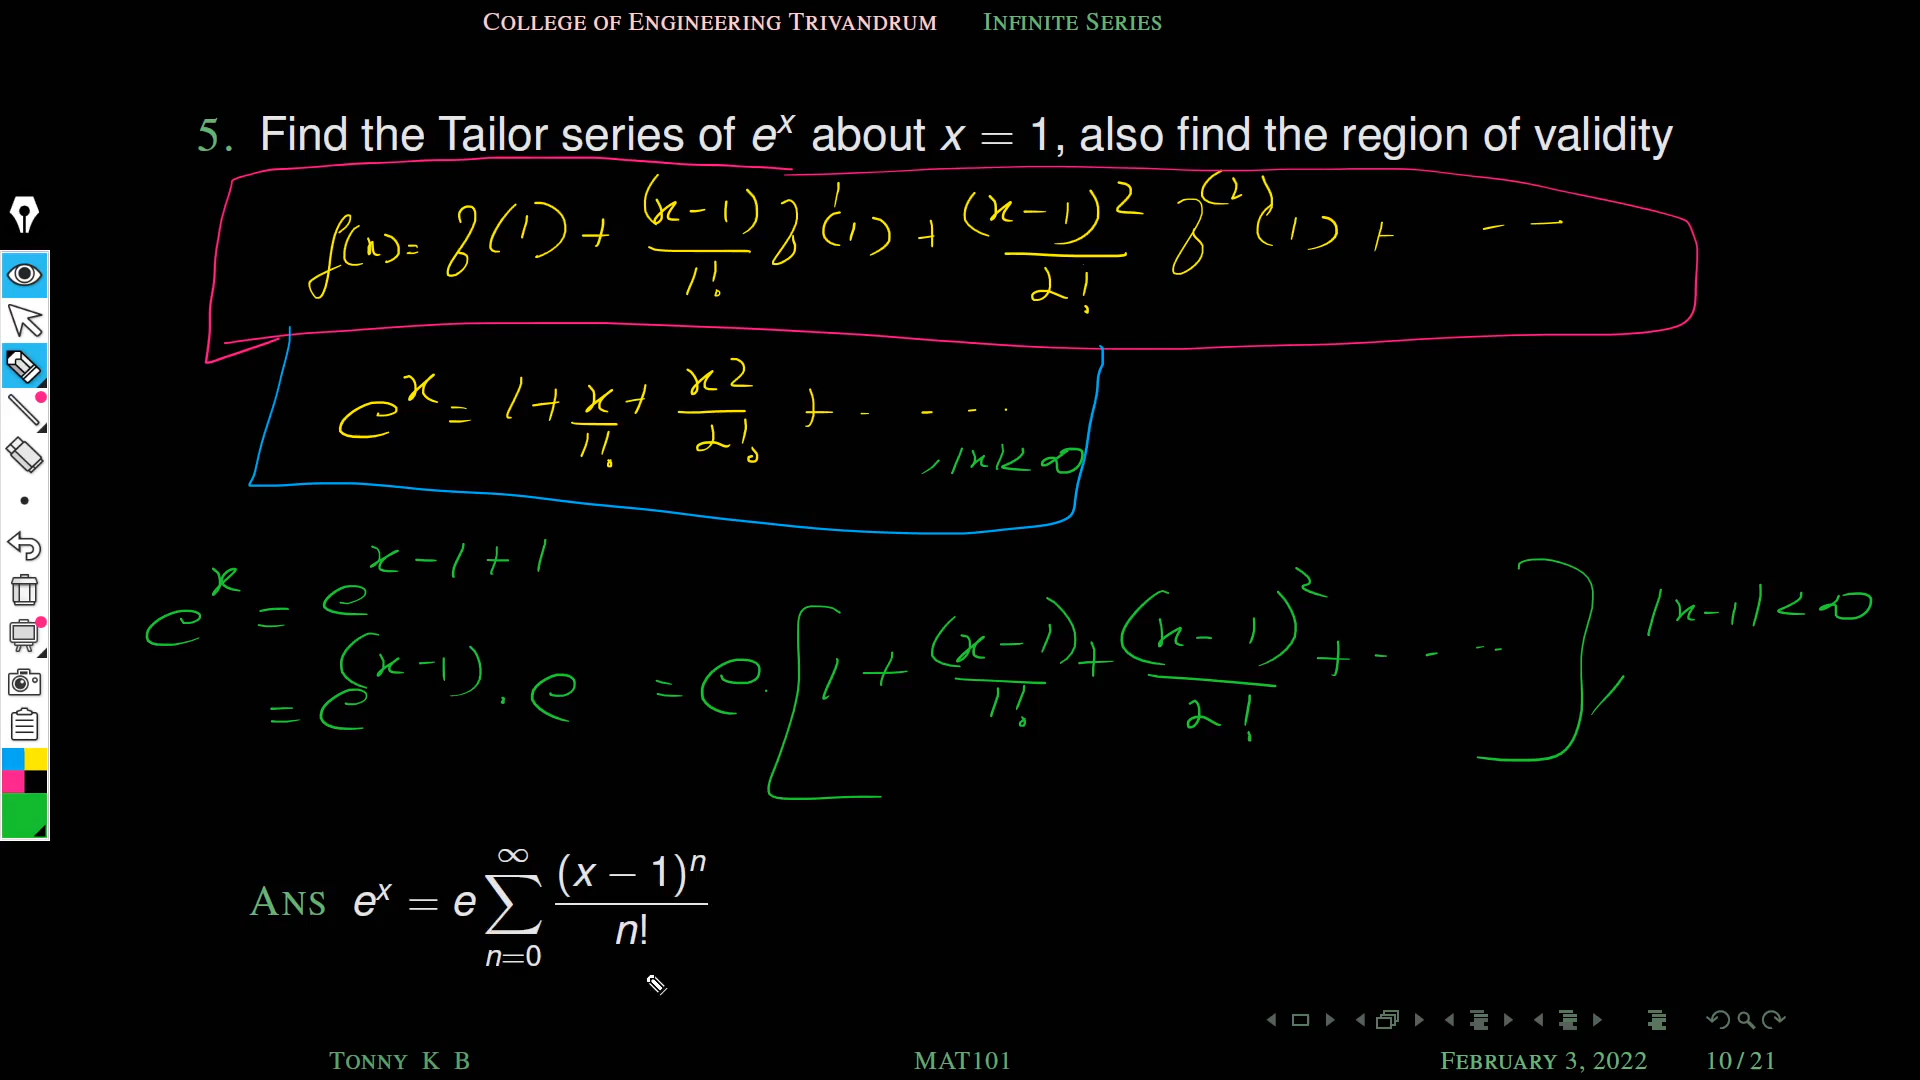 COLLEGE OF ENGINEERING TRIVANDRUM INFINITE SERIES
5. Find the Tailor series of e^x about x = 1, also find the region of validity
f(x) = f(1) + (x-1)/1! f'(1) + (x-1)^2/2! f^(2)(1) + - -
e^x = 1 + x/1! + x^2/2! + - - - ..
, |x| < ∞
e^x = e^(x-1+1)
= e^(x-1) . e = e . [1 + (x-1)/1! + (x-1)^2/2! + - - - ..], |x-1| < ∞
ANS e^x = e ∑_{n=0}^{∞} (x − 1)^n / n!
TONNY K B MAT101 FEBRUARY 3, 2022 10 / 21